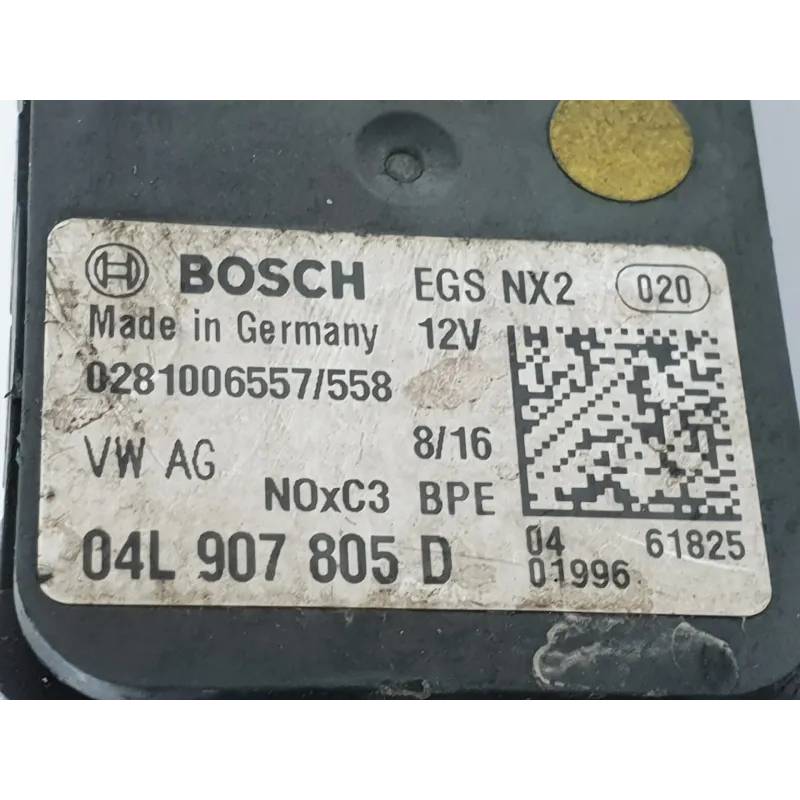 BOSCH EGS NX2 020
Made in Germany 12V
0281006557/558
VW AG 8/16
NOxC3 BPE
04L 907 805 D 04 61825
01996